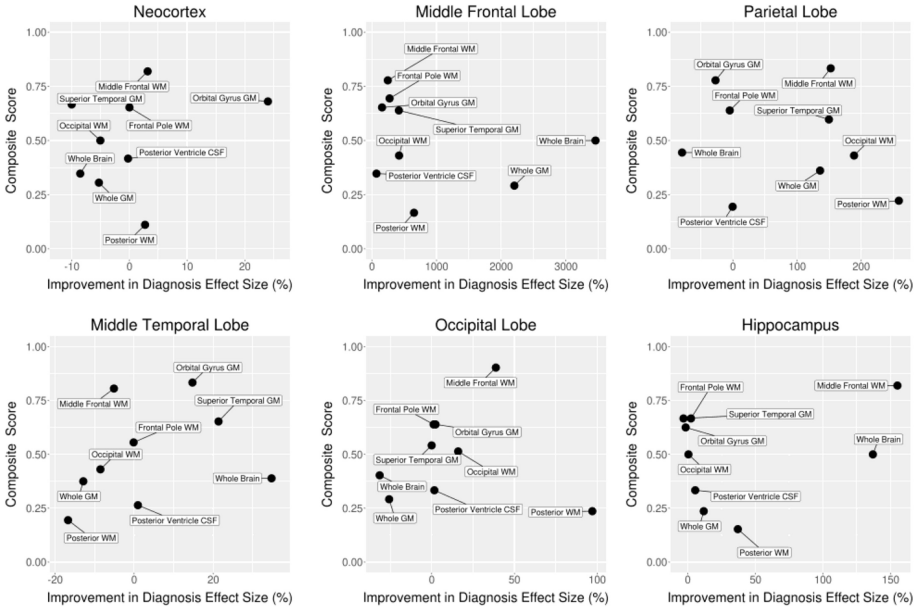 Neocortex
Composite Score
1.00
0.75
0.50
0.25
0.00
Middle Frontal WM
Superior Temporal GM
Orbital Gyrus GM
Frontal Pole WM
Occipital WM
Posterior Ventricle CSF
Whole Brain
Whole GM
Posterior WM
-10
0
10
20
Improvement in Diagnosis Effect Size (%)
Middle Frontal Lobe
Composite Score
1.00
0.75
0.50
0.25
0.00
Middle Frontal WM
Frontal Pole WM
Orbital Gyrus GM
Superior Temporal GM
Occipital WM
Whole Brain
Whole GM
Posterior Ventricle CSF
Posterior WM
0
1000
2000
3000
Improvement in Diagnosis Effect Size (%)
Parietal Lobe
Composite Score
1.00
0.75
0.50
0.25
0.00
Orbital Gyrus GM
Middle Frontal WM
Frontal Pole WM
Superior Temporal GM
Occipital WM
Whole Brain
Whole GM
Posterior WM
Posterior Ventricle CSF
0
100
200
Improvement in Diagnosis Effect Size (%)
Middle Temporal Lobe
Composite Score
1.00
0.75
0.50
0.25
0.00
Orbital Gyrus GM
Middle Frontal WM
Superior Temporal GM
Frontal Pole WM
Occipital WM
Whole Brain
Whole GM
Posterior Ventricle CSF
Posterior WM
-20
0
20
Improvement in Diagnosis Effect Size (%)
Occipital Lobe
Composite Score
1.00
0.75
0.50
0.25
0.00
Middle Frontal WM
Frontal Pole WM
Orbital Gyrus GM
Superior Temporal GM
Occipital WM
Whole Brain
Posterior Ventricle CSF
Posterior WM
Whole GM
0
50
100
Improvement in Diagnosis Effect Size (%)
Hippocampus
Composite Score
1.00
0.75
0.50
0.25
0.00
Frontal Pole WM
Middle Frontal WM
Superior Temporal GM
Orbital Gyrus GM
Whole Brain
Occipital WM
Posterior Ventricle CSF
Whole GM
Posterior WM
0
50
100
150
Improvement in Diagnosis Effect Size (%)